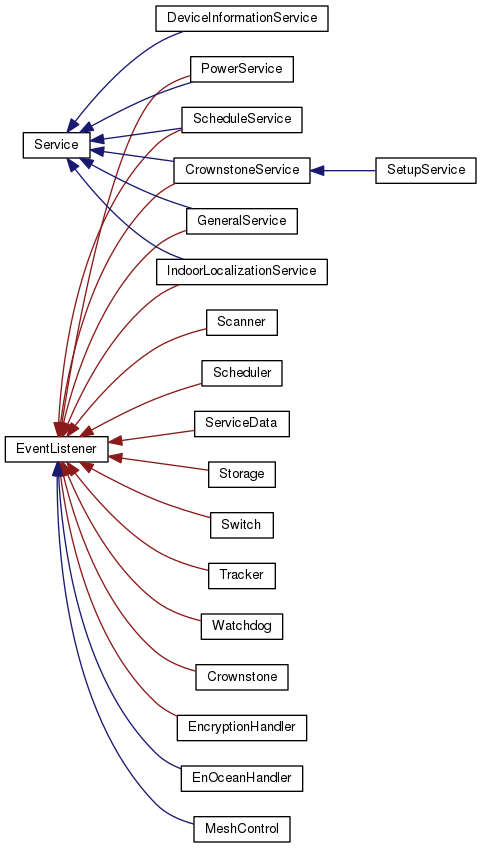 DeviceInformationService
PowerService
ScheduleService
Service
CrownstoneService
SetupService
GeneralService
IndoorLocalizationService
Scanner
Scheduler
ServiceData
EventListener
Storage
Switch
Tracker
Watchdog
Crownstone
EncryptionHandler
EnOceanHandler
MeshControl